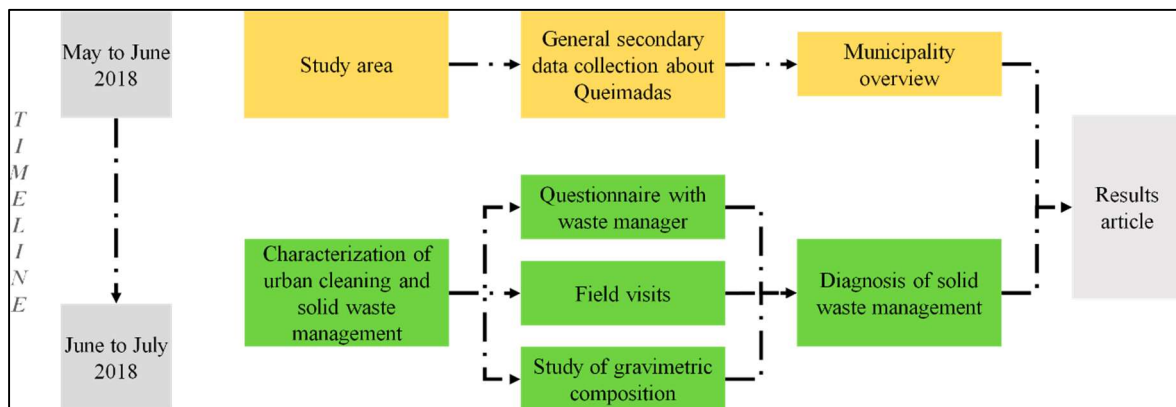 TIMELINE
May to June
2018
Study area
General secondary
data collection about
Queimadas
Municipality
overview
Questionnaire with
waste manager
Characterization of
urban cleaning and
solid waste
management
Field visits
Diagnosis of solid
waste management
Results
article
June to July
2018
Study of gravimetric
composition